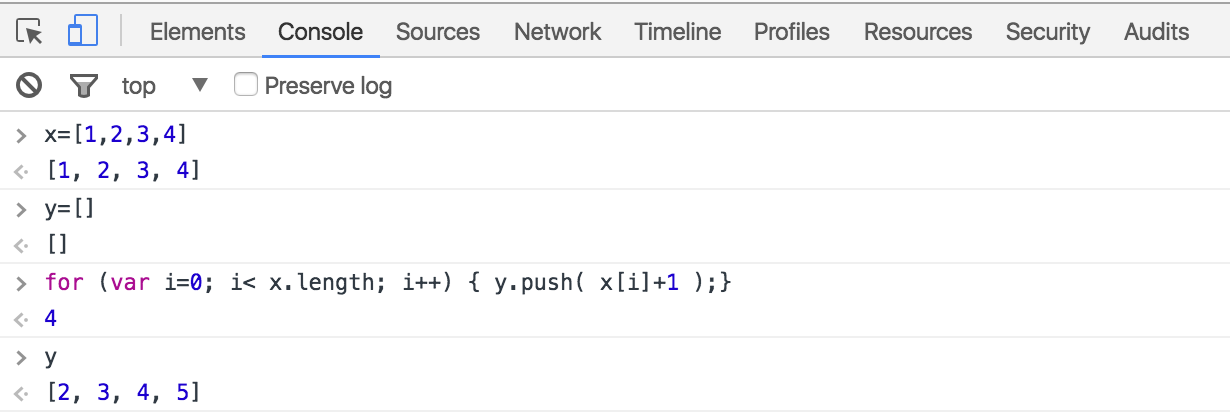 Elements Console Sources Network Timeline Profiles Resources Security Audits
top ▼ Preserve log
> x=[1,2,3,4]
<· [1, 2, 3, 4]
> y=[]
<· []
> for (var i=0; i< x.length; i++) { y.push( x[i]+1 );}
<· 4
> y
<· [2, 3, 4, 5]